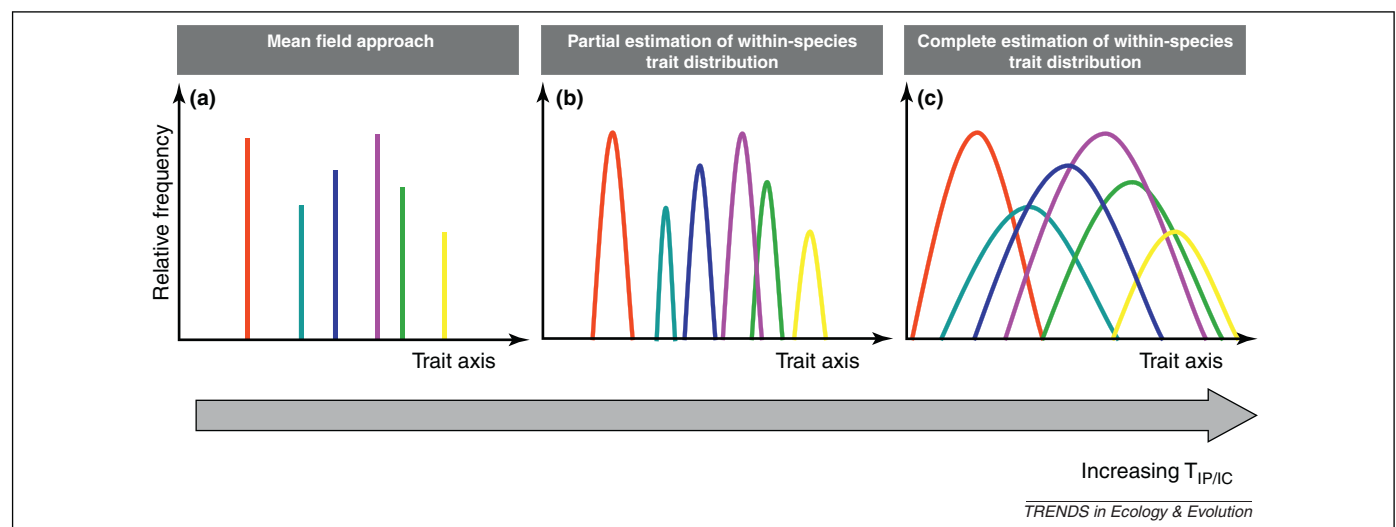 Mean field approach
Partial estimation of within-species
trait distribution
Complete estimation of within-species
trait distribution
(a)
(b)
(c)
Relative frequency
Trait axis
Trait axis
Trait axis
Increasing T_IP/IC
TRENDS in Ecology & Evolution